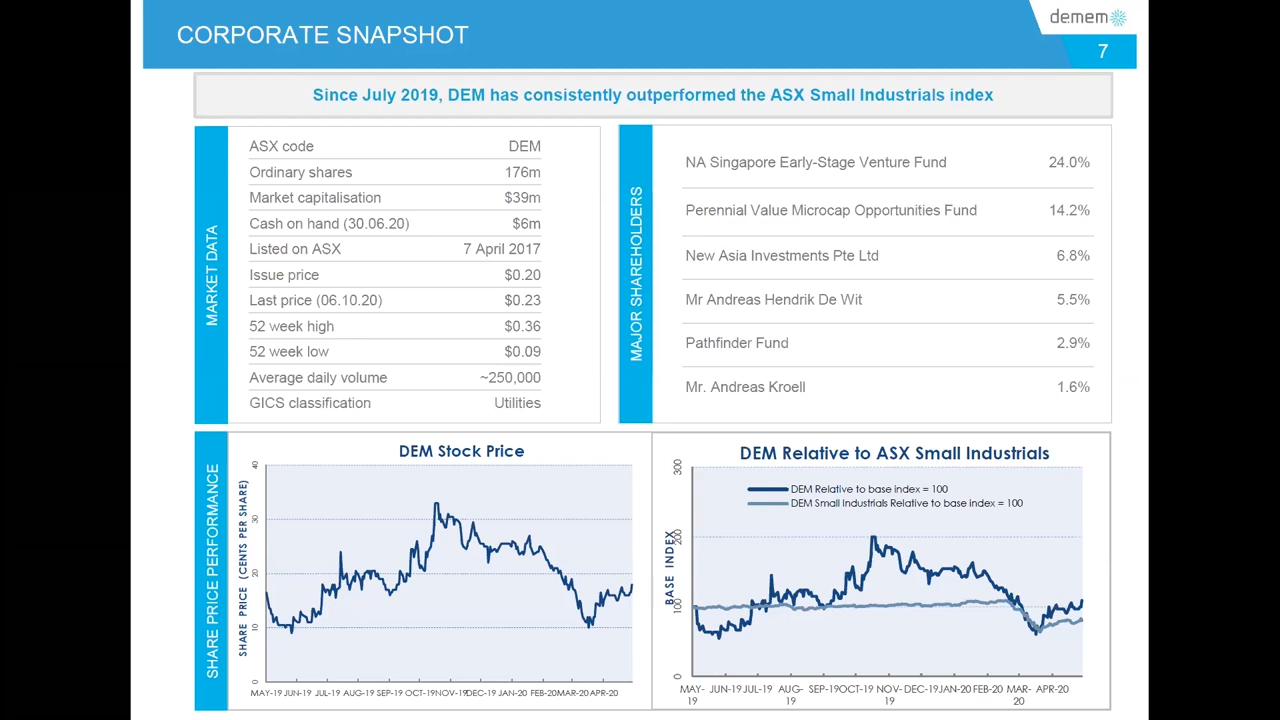 CORPORATE SNAPSHOT
de.mem
7
Since July 2019, DEM has consistently outperformed the ASX Small Industrials index
MARKET DATA
ASX code DEM
Ordinary shares 176m
Market capitalisation $39m
Cash on hand (30.06.20) $6m
Listed on ASX 7 April 2017
Issue price $0.20
Last price (06.10.20) $0.23
52 week high $0.36
52 week low $0.09
Average daily volume ~250,000
GICS classification Utilities
MAJOR SHAREHOLDERS
NA Singapore Early-Stage Venture Fund 24.0%
Perennial Value Microcap Opportunities Fund 14.2%
New Asia Investments Pte Ltd 6.8%
Mr Andreas Hendrik De Wit 5.5%
Pathfinder Fund 2.9%
Mr. Andreas Kroell 1.6%
SHARE PRICE PERFORMANCE
DEM Stock Price
SHARE PRICE (CENTS PER SHARE)
40
30
20
10
0
MAY-19 JUN-19 JUL-19 AUG-19 SEP-19 OCT-19 NOV-19 DEC-19 JAN-20 FEB-20 MAR-20 APR-20
DEM Relative to ASX Small Industrials
DEM Relative to base index = 100
DEM Small Industrials Relative to base index = 100
BASE INDEX
300
200
100
0
MAY-19 JUN-19 JUL-19 AUG-19 SEP-19 OCT-19 NOV-19 DEC-19 JAN-20 FEB-20 MAR-20 APR-20